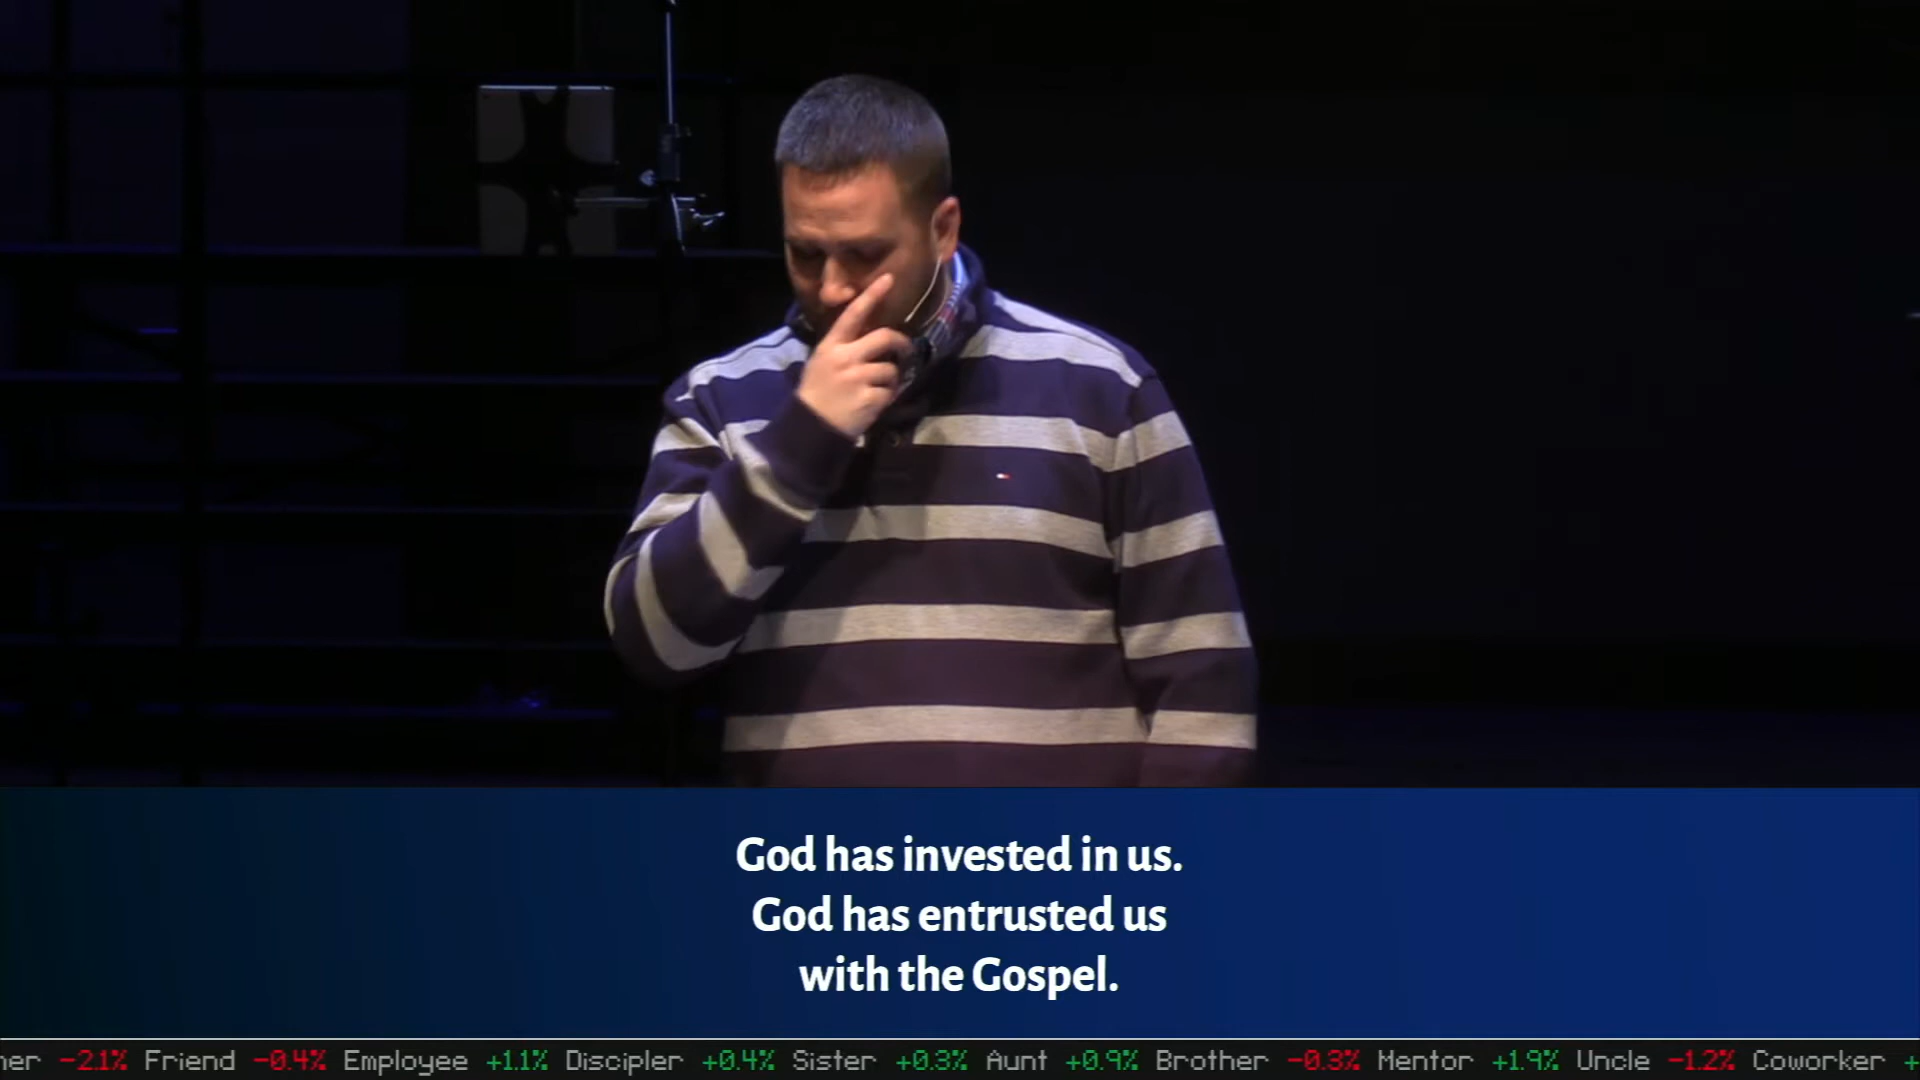 God has invested in us.
God has entrusted us
with the Gospel.
-2.1% Friend -0.4% Employee +1.1% Discipler +0.4% Sister +0.3% Aunt +0.9% Brother -0.3% Mentor +1.9% Uncle -1.2% Coworker +